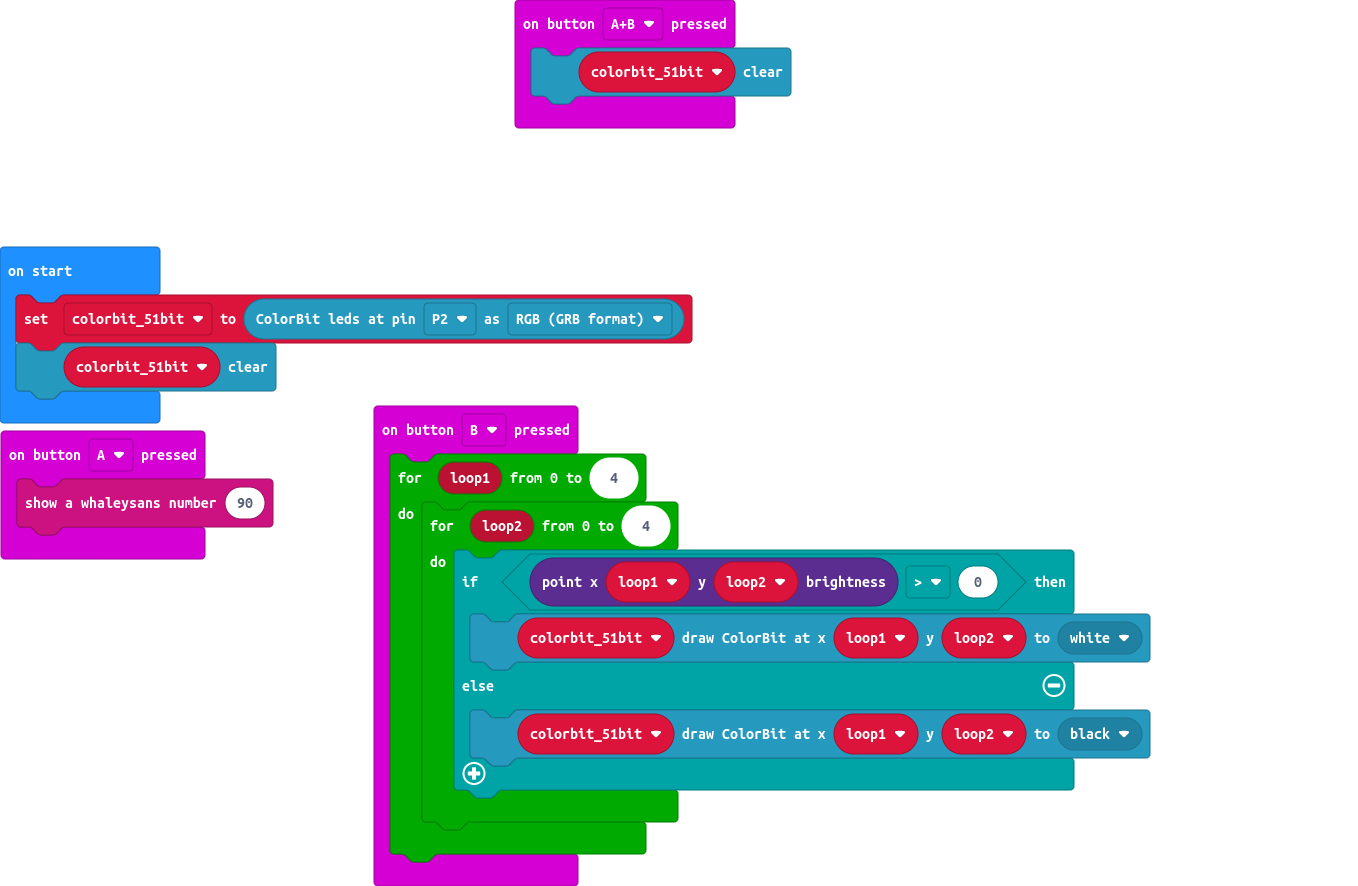 on button A+B pressed
colorbit_51bit clear
on start
set colorbit_51bit to ColorBit leds at pin P2 as RGB (GRB format)
colorbit_51bit clear
on button A pressed
show a whaleysans number 90
on button B pressed
for loop1 from 0 to 4
do for loop2 from 0 to 4
do if point x loop1 y loop2 brightness > 0 then
colorbit_51bit draw ColorBit at x loop1 y loop2 to white
else
colorbit_51bit draw ColorBit at x loop1 y loop2 to black